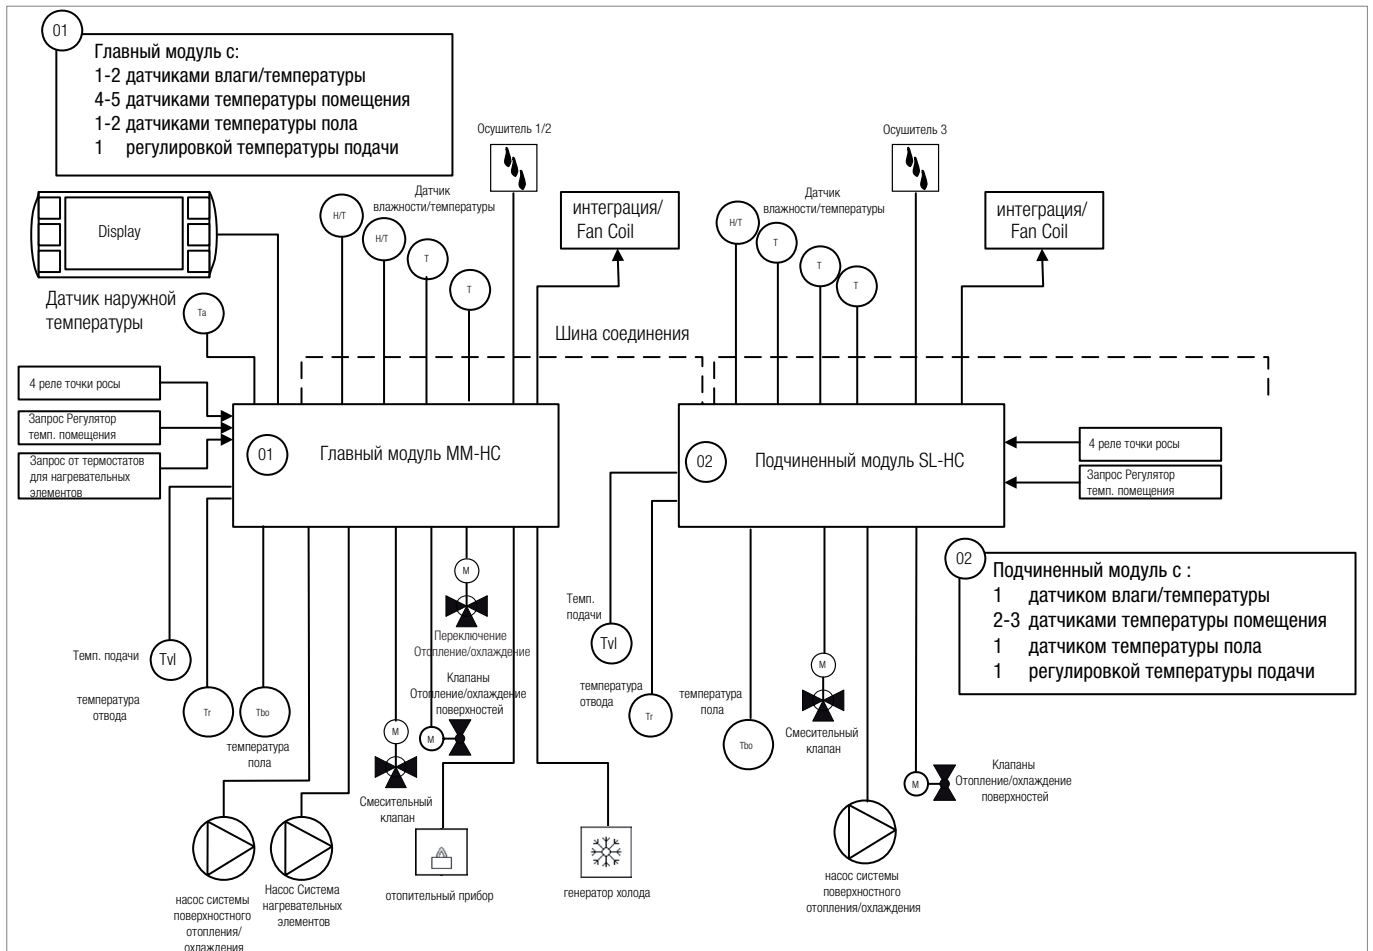 01
Главный модуль с:
1-2 датчиками влаги/температуры
4-5 датчиками температуры помещения
1-2 датчиками температуры пола
1 регулировкой температуры подачи
Осушитель 1/2
Осушитель 3
Display
Датчик
влажности/температуры
H/T
H/T
T
T
интеграция/
Fan Coil
Датчик
влажности/температуры
H/T
T
T
T
интеграция/
Fan Coil
Датчик наружной
температуры
Ta
Шина соединения
4 реле точки росы
Запрос Регулятор
темп. помещения
Запрос от термостатов
для нагревательных
элементов
01
Главный модуль MM-HC
02
Подчиненный модуль SL-HC
4 реле точки росы
Запрос Регулятор
темп. помещения
02
Подчиненный модуль с :
1 датчиком влаги/температуры
2-3 датчиками температуры помещения
1 датчиком температуры пола
1 регулировкой температуры подачи
M
Переключение
Отопление/охлаждение
Темп. подачи
Tvl
температура
отвода
Tr
Tbo
температура
пола
Клапаны
Отопление/охлаждение
поверхностей
M
M
Смесительный
клапан
Темп.
подачи
Tvl
температура
отвода
Tr
температура
пола
Tbo
M
Смесительный
клапан
M
Клапаны
Отопление/охлаждение
поверхностей
насос системы
поверхностного
отопления/
охлаждения
Насос Система
нагревательных
элементов
отопительный прибор
генератор холода
насос системы
поверхностного
отопления/охлаждения